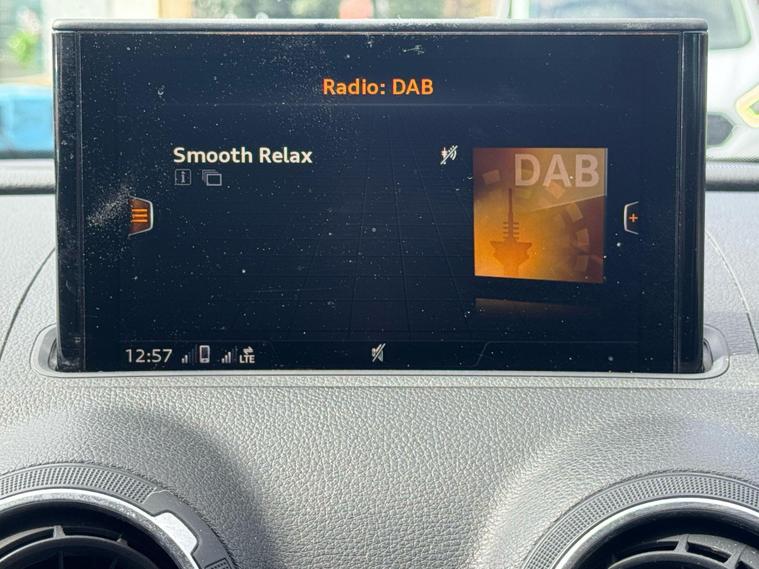 Radio: DAB
Smooth Relax
DAB
12:57
LTE